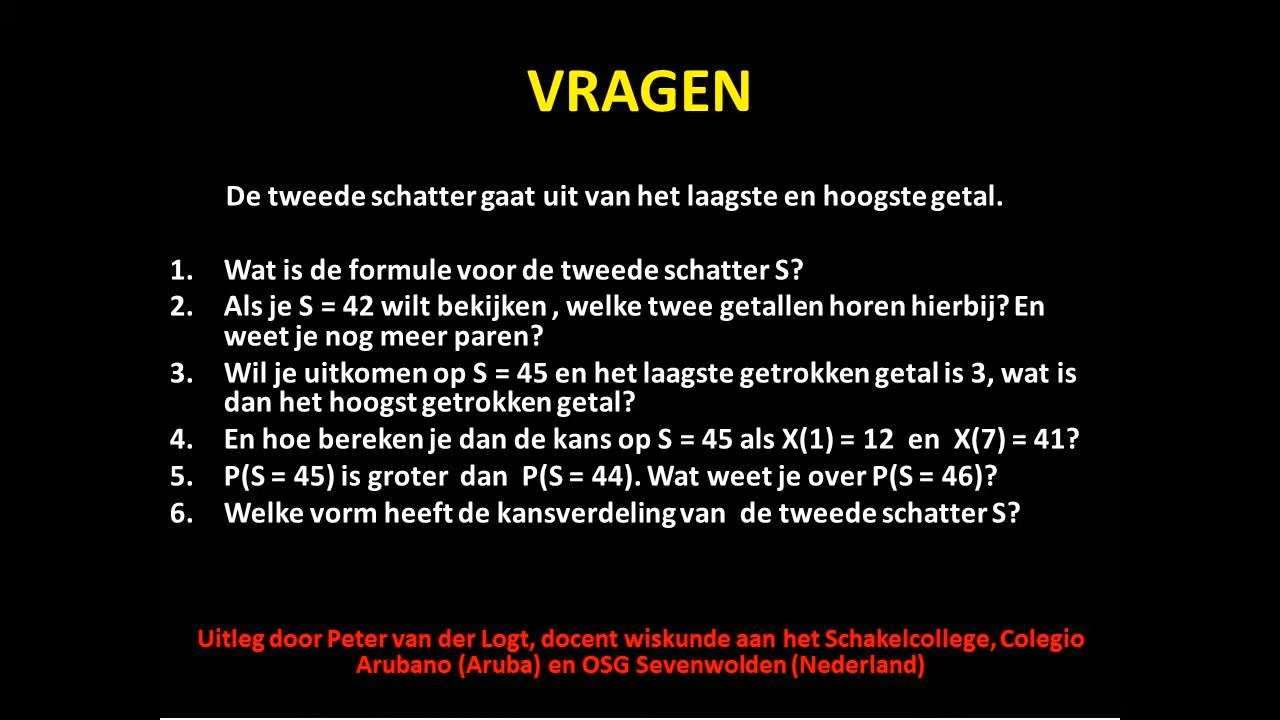 VRAGEN
De tweede schatter gaat uit van het laagste en hoogste getal.
1. Wat is de formule voor de tweede schatter S?
2. Als je S = 42 wilt bekijken , welke twee getallen horen hierbij? En
weet je nog meer paren?
3. Wil je uitkomen op S = 45 en het laagste getrokken getal is 3, wat is
dan het hoogst getrokken getal?
4. En hoe bereken je dan de kans op S = 45 als X(1) = 12 en X(7) = 41?
5. P(S = 45) is groter dan P(S = 44). Wat weet je over P(S = 46)?
6. Welke vorm heeft de kansverdeling van de tweede schatter S?
Uitleg door Peter van der Logt, docent wiskunde aan het Schakelcollege, Colegio
Arubano (Aruba) en OSG Sevenwolden (Nederland)